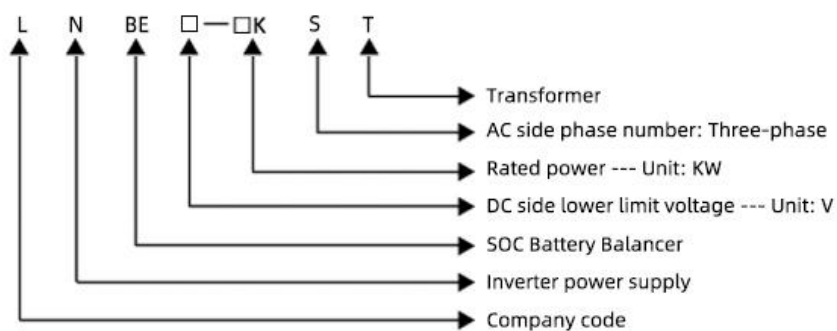 L N BE □—□K S T
Transformer
AC side phase number: Three-phase
Rated power --- Unit: KW
DC side lower limit voltage --- Unit: V
SOC Battery Balancer
Inverter power supply
Company code